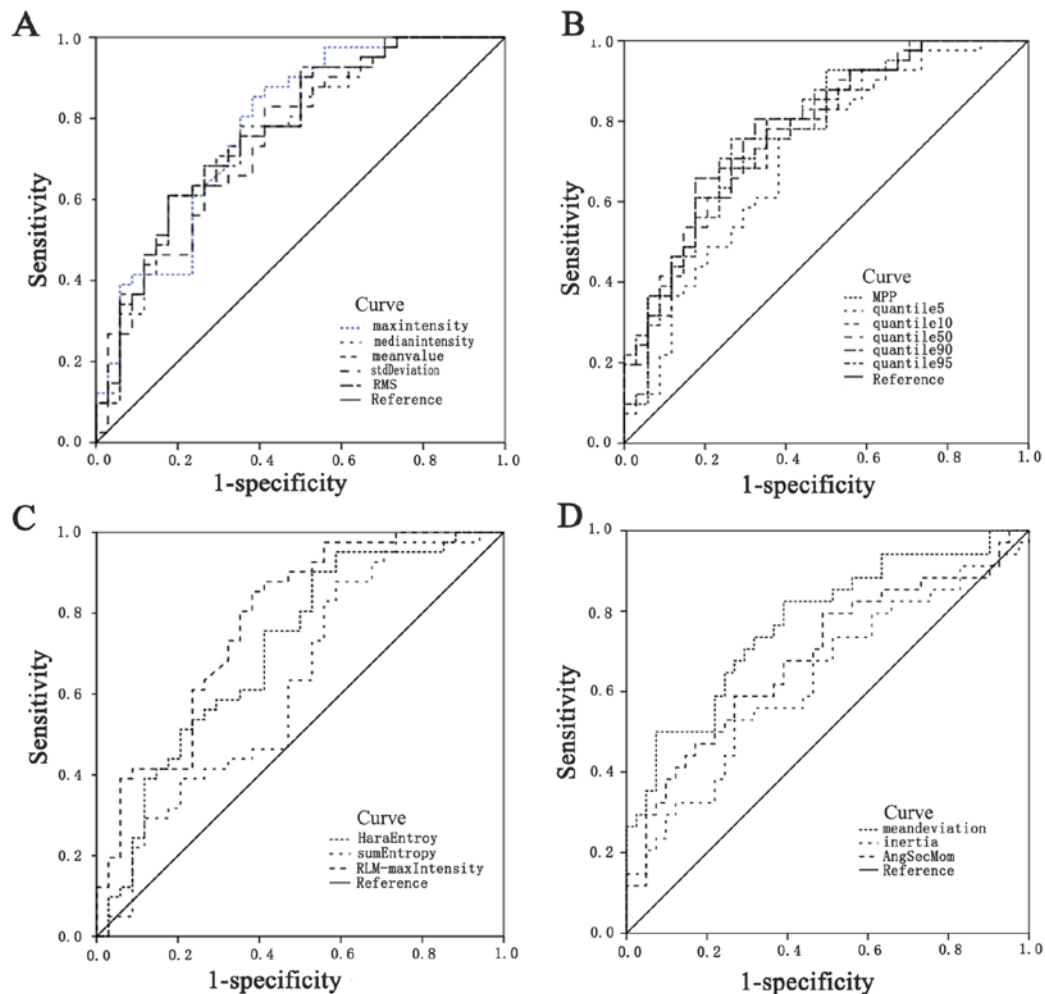 A
B
1.0
0.8
0.6
0.4
0.2
0.0
Sensitivity
Curve
maxintensity
medianintensity
meanvalue
stdDeviation
RMS
Reference
0.0 0.2 0.4 0.6 0.8 1.0
1-specificity
1.0
0.8
0.6
0.4
0.2
0.0
Sensitivity
Curve
MPP
quantile5
quantile10
quantile50
quantile90
quantile95
Reference
0.0 0.2 0.4 0.6 0.8 1.0
1-specificity
C
D
1.0
0.8
0.6
0.4
0.2
0.0
Sensitivity
Curve
HaraEntroy
sumEntropy
RLM-maxIntensity
Reference
0.0 0.2 0.4 0.6 0.8 1.0
1-specificity
1.0
0.8
0.6
0.4
0.2
0.0
Sensitivity
Curve
meandeviation
inertia
AngSecMom
Reference
0.0 0.2 0.4 0.6 0.8 1.0
1-specificity